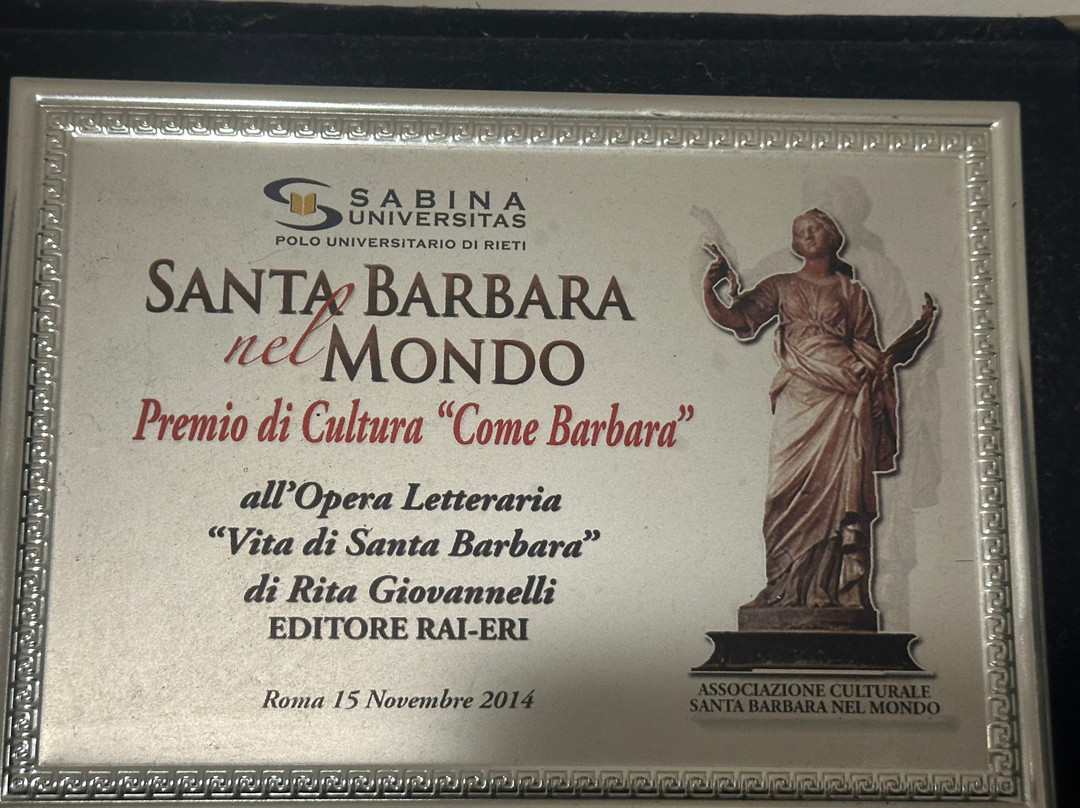 SABINA
UNIVERSITAS
POLO UNIVERSITARIO DI RIETI
SANTA BARBARA
nel MONDO
Premio di Cultura “Come Barbara”
all’Opera Letteraria
“Vita di Santa Barbara”
di Rita Giovannelli
EDITORE RAI-ERI
Roma 15 Novembre 2014
ASSOCIAZIONE CULTURALE
SANTA BARBARA NEL MONDO